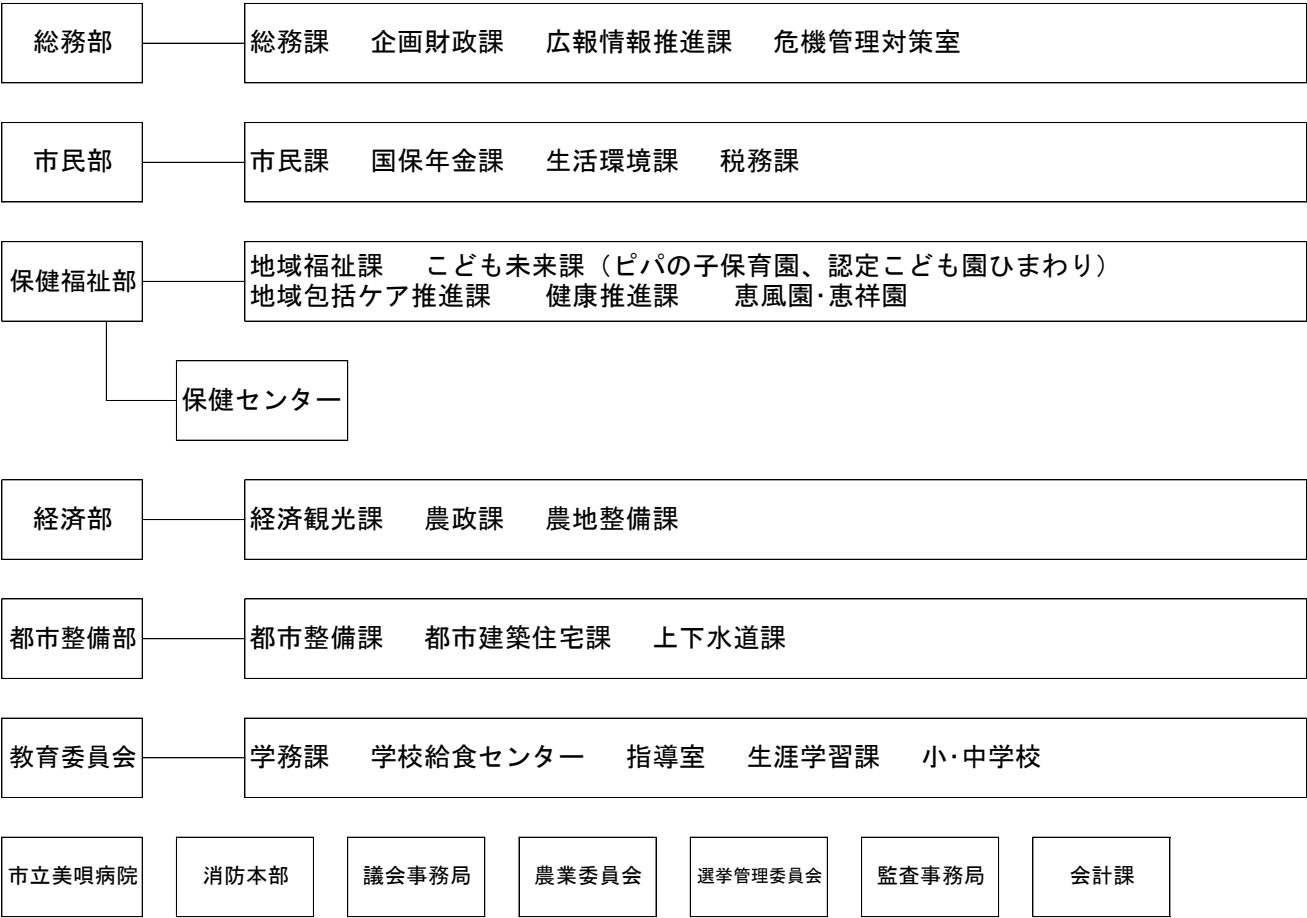 総務部 総務課 企画財政課 広報情報推進課 危機管理対策室
市民部 市民課 国保年金課 生活環境課 税務課
保健福祉部 地域福祉課 こども未来課（ピパの子保育園、認定こども園ひまわり）
地域包括ケア推進課 健康推進課 恵風園・恵祥園
保健センター
経済部 経済観光課 農政課 農地整備課
都市整備部 都市整備課 都市建築住宅課 上下水道課
教育委員会 学務課 学校給食センター 指導室 生涯学習課 小・中学校
市立美唄病院 消防本部 議会事務局 農業委員会 選挙管理委員会 監査事務局 会計課